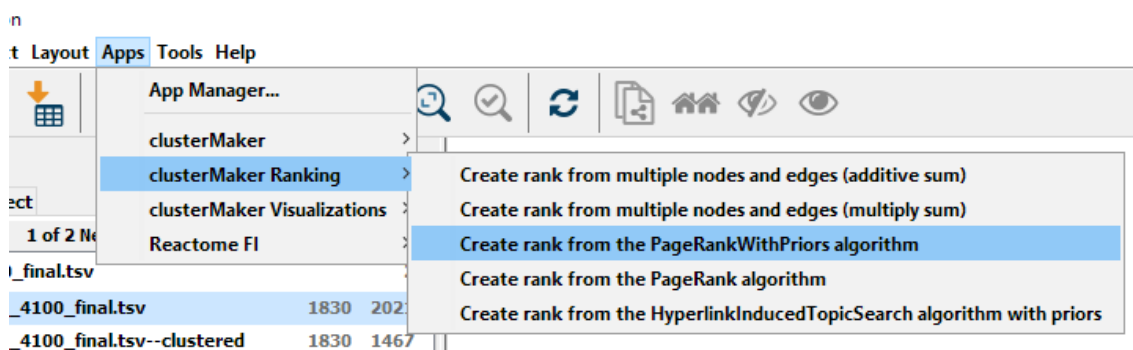 on
ct Layout Apps Tools Help
App Manager...
clusterMaker
clusterMaker Ranking
clusterMaker Visualizations
Reactome FI
Create rank from multiple nodes and edges (additive sum)
Create rank from multiple nodes and edges (multiply sum)
Create rank from the PageRankWithPriors algorithm
Create rank from the PageRank algorithm
Create rank from the HyperlinkInducedTopicSearch algorithm with priors
ect
1 of 2 Ne
_final.tsv
_4100_final.tsv 1830 202
_4100_final.tsv--clustered 1830 1467